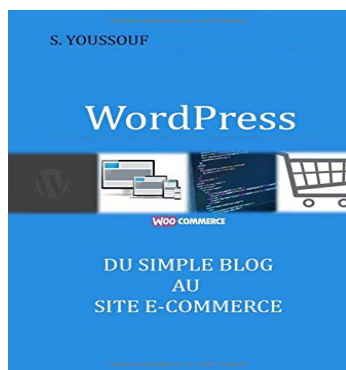 S. YOUSSOUF
WordPress
WOO COMMERCE
DU SIMPLE BLOG
AU
SITE E-COMMERCE